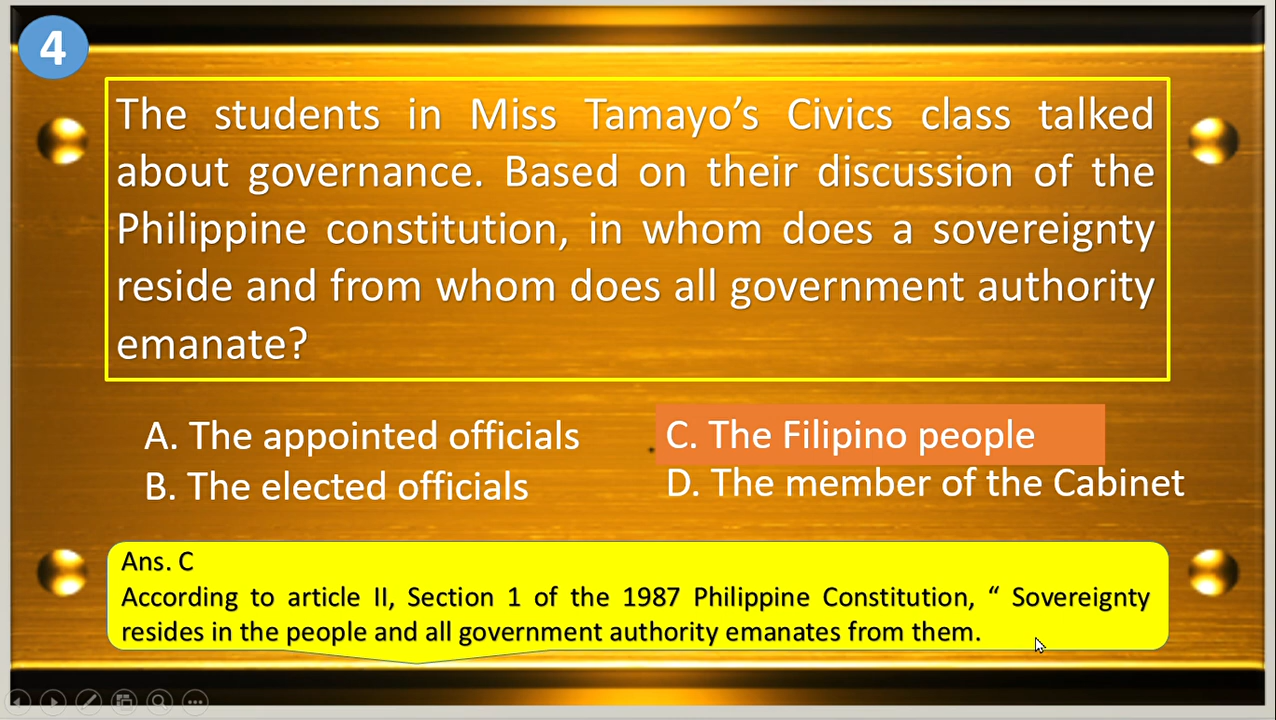 4
The students in Miss Tamayo’s Civics class talked
about governance. Based on their discussion of the
Philippine constitution, in whom does a sovereignty
reside and from whom does all government authority
emanate?
A. The appointed officials
B. The elected officials
C. The Filipino people
D. The member of the Cabinet
Ans. C
According to article II, Section 1 of the 1987 Philippine Constitution, “ Sovereignty
resides in the people and all government authority emanates from them.